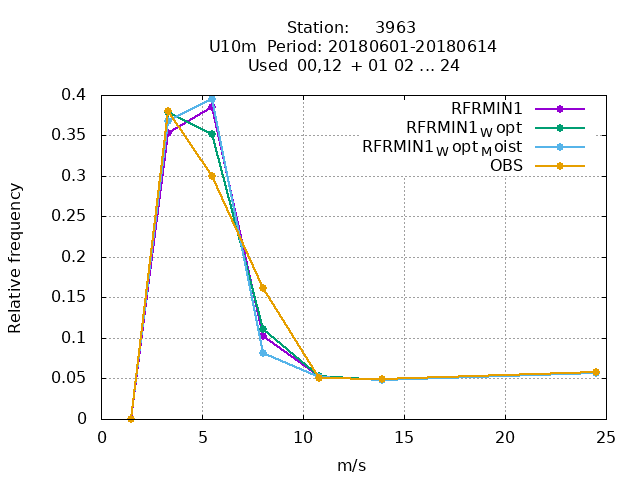 Station: 3963
U10m Period: 20180601-20180614
Used 00,12 + 01 02 ... 24
0.4
0.35
0.3
0.25
0.2
0.15
0.1
0.05
0
Relative frequency
RFRMIN1
RFRMIN1wopt
RFRMIN1woptMoist
OBS
0 5 10 15 20 25
m/s